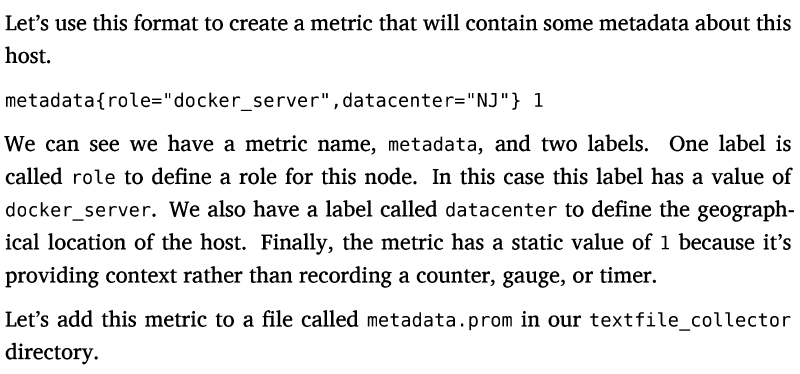 Let’s use this format to create a metric that will contain some metadata about this
host.
metadata{role="docker_server",datacenter="NJ"} 1
We can see we have a metric name, metadata, and two labels. One label is
called role to define a role for this node. In this case this label has a value of
docker_server. We also have a label called datacenter to define the geograph-
ical location of the host. Finally, the metric has a static value of 1 because it’s
providing context rather than recording a counter, gauge, or timer.
Let’s add this metric to a file called metadata.prom in our textfile_collector
directory.